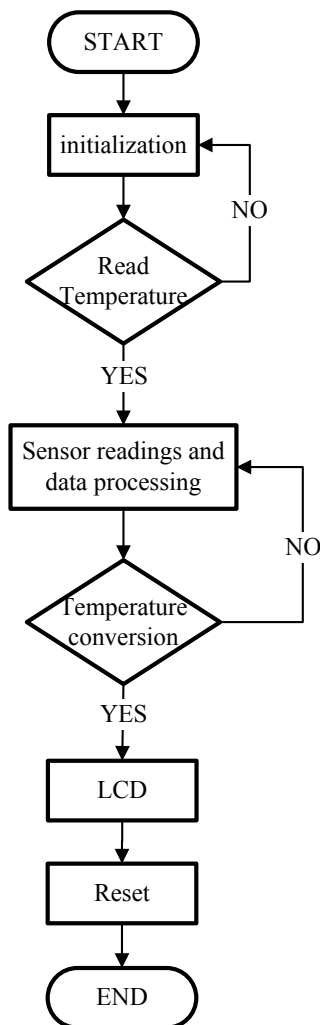 START
initialization
NO
Read
Temperature
YES
Sensor readings and
data processing
NO
Temperature
conversion
YES
LCD
Reset
END